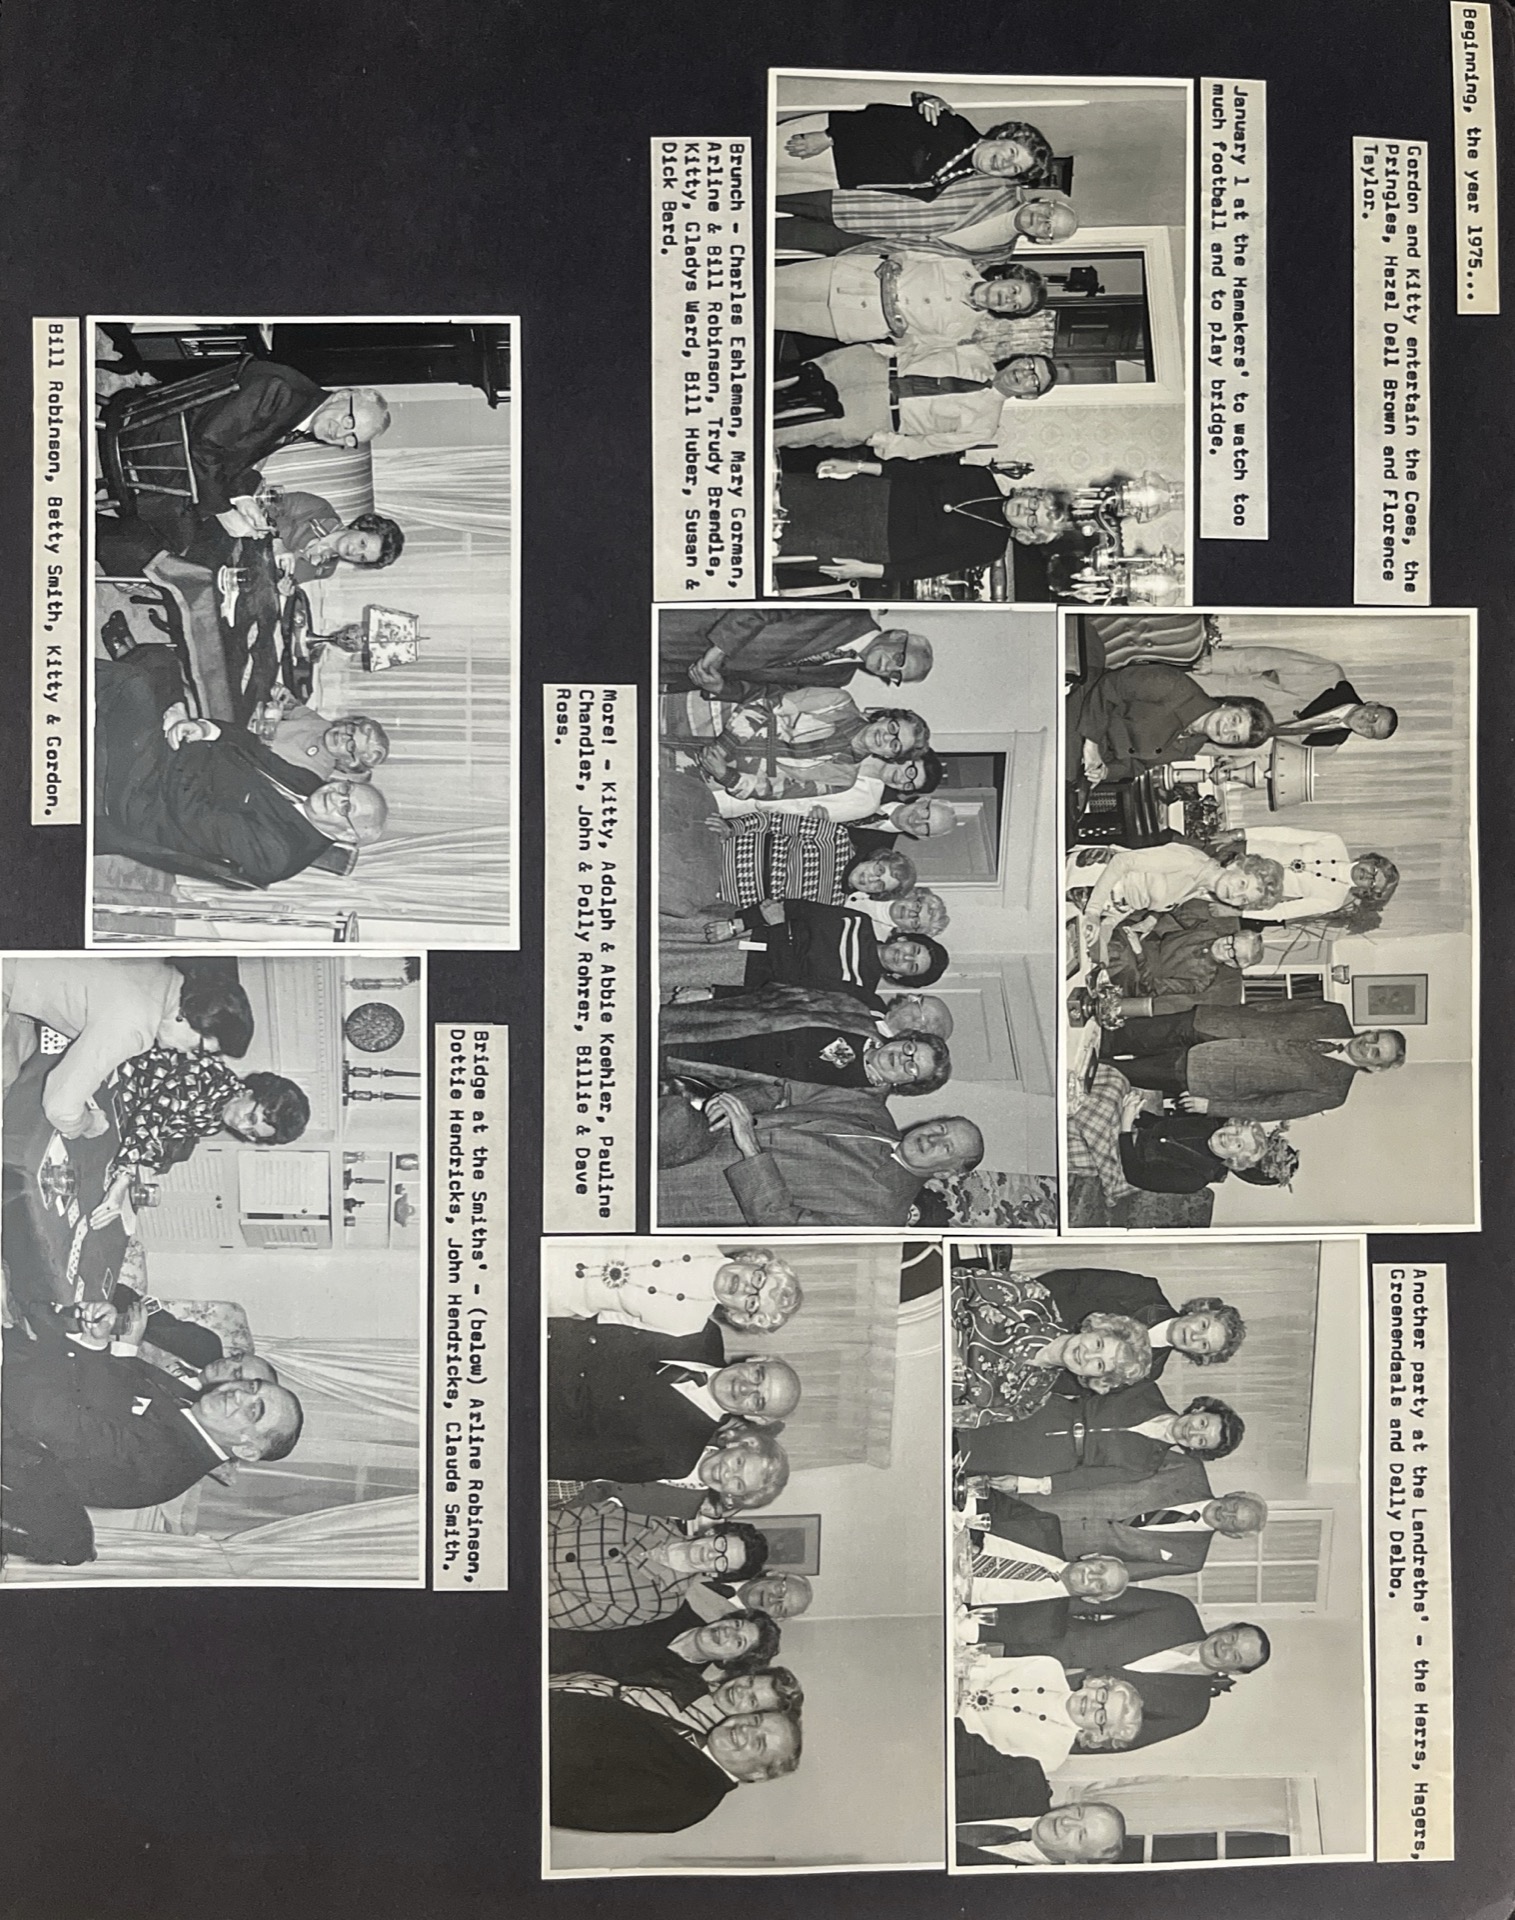 Beginning, the year 1975...
Gordon and Kitty entertain the Coes, the
Pringles, Hazel Dell Brown and Florence
Taylor.
January 1 at the Hamakers' to watch too
much football and to play bridge.
Another party at the Landreths' - the Herrs, Hagers,
Groenendaals and Delly Delbo.
Brunch - Charles Eshleman, Mary Gorman,
Arline & Bill Robinson, Trudy Brendle,
Kitty, Gladys Ward, Bill Huber, Susan &
Dick Bard.
More! - Kitty, Adolph & Abbie Koehler, Pauline
Chandler, John & Polly Rohrer, Billie & Dave
Ross.
Bridge at the Smiths' - (below) Arline Robinson,
Dottie Hendricks, John Hendricks, Claude Smith.
Bill Robinson, Betty Smith, Kitty & Gordon.